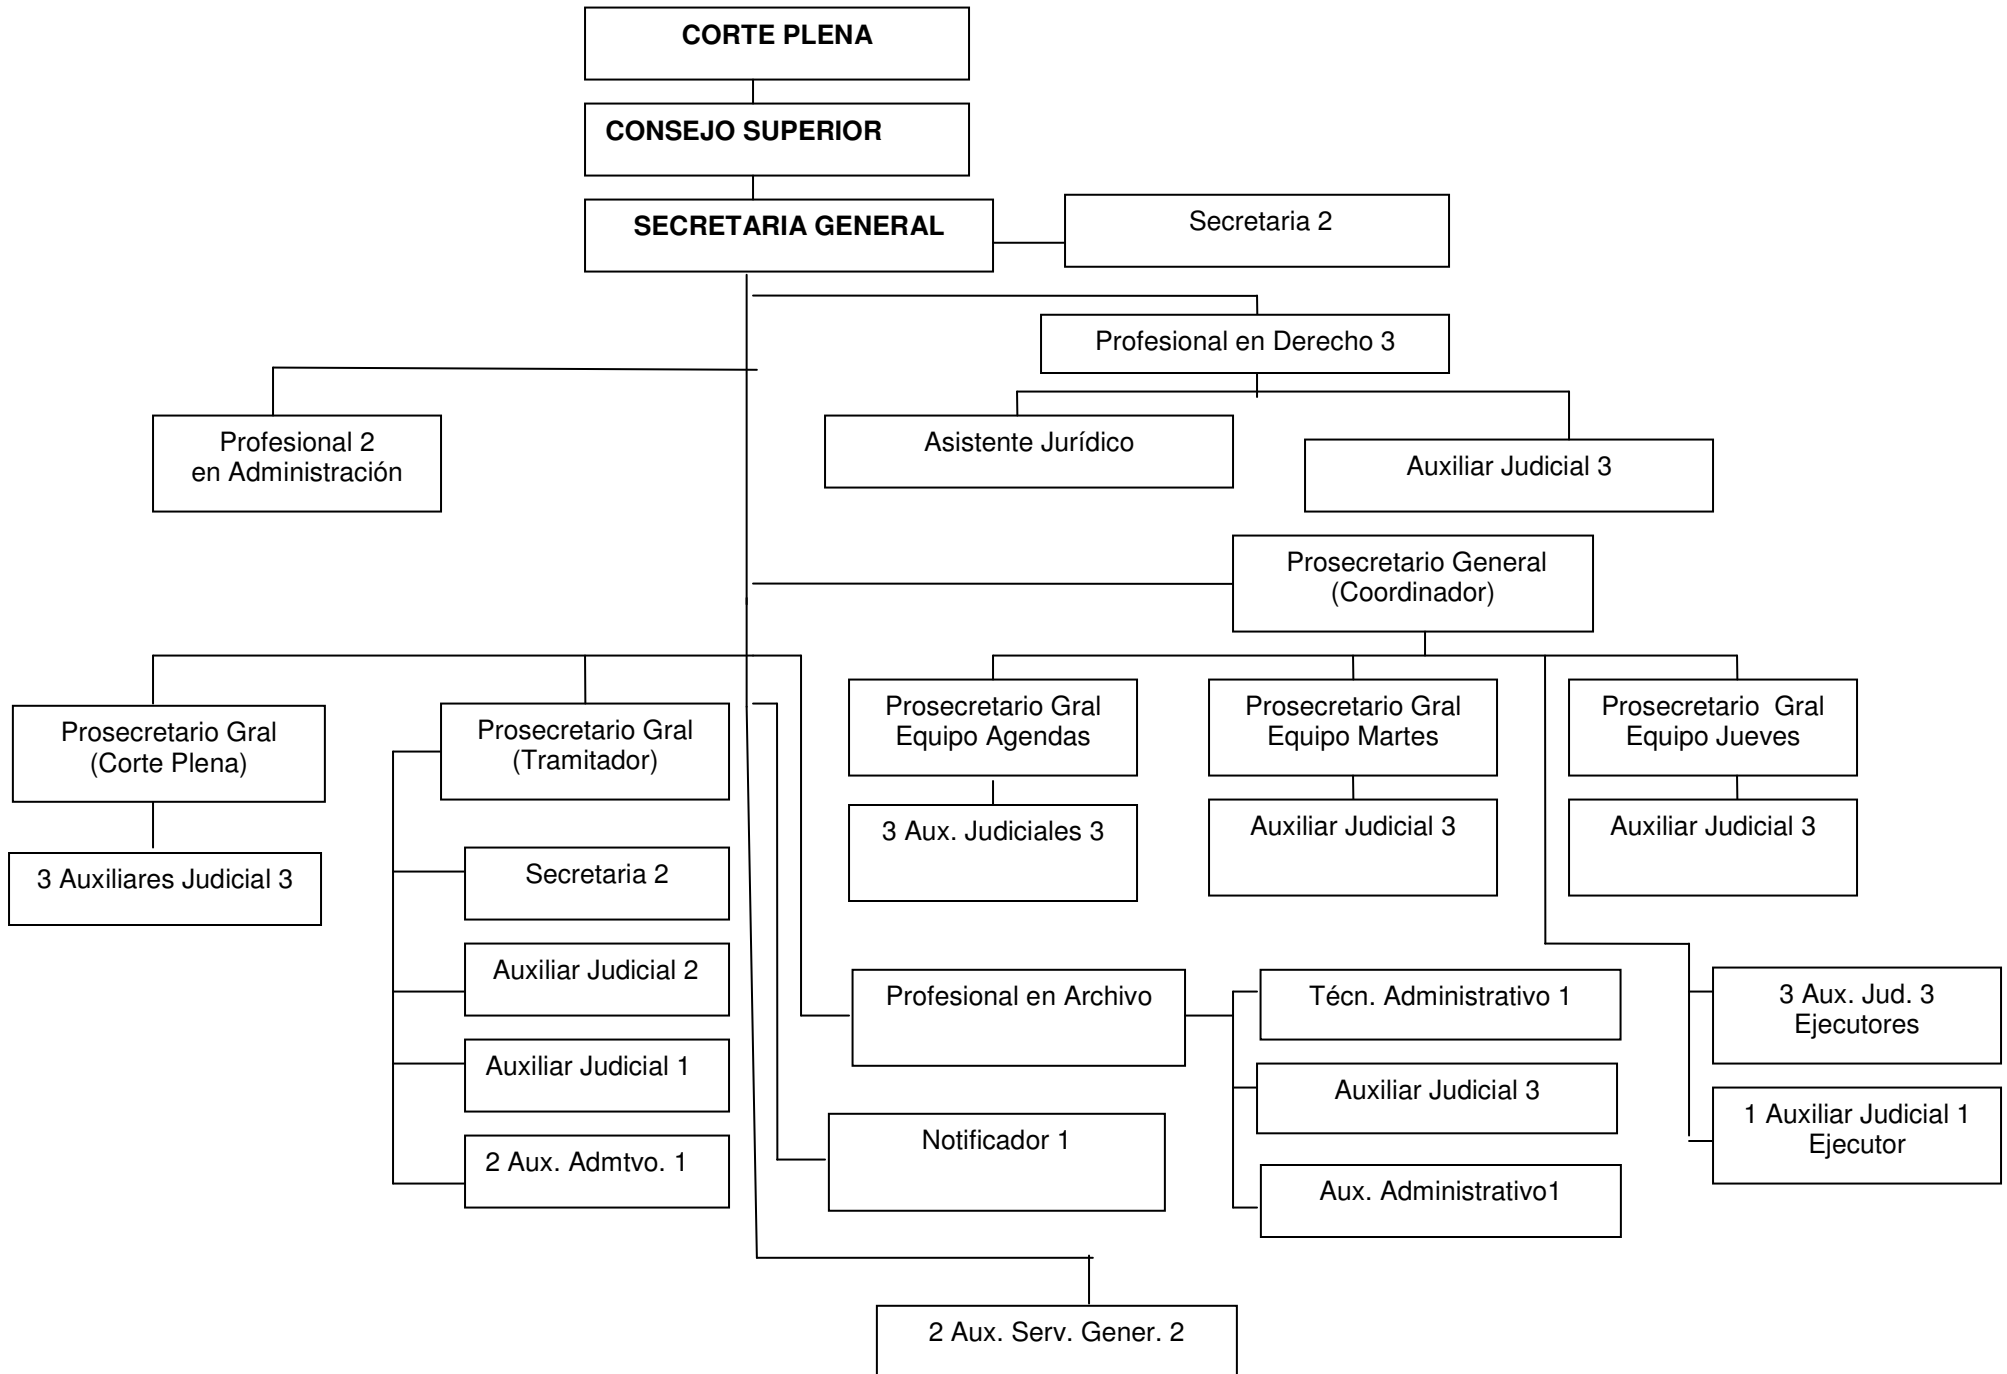 CORTE PLENA
CONSEJO SUPERIOR
SECRETARIA GENERAL
Secretaria 2
Profesional en Derecho 3
Profesional 2
en Administración
Asistente Jurídico
Auxiliar Judicial 3
Prosecretario General
(Coordinador)
Prosecretario Gral
(Corte Plena)
Prosecretario Gral
(Tramitador)
Prosecretario Gral
Equipo Agendas
Prosecretario Gral
Equipo Martes
Prosecretario  Gral
Equipo Jueves
3 Auxiliares Judicial 3
Secretaria 2
Auxiliar Judicial 2
Auxiliar Judicial 1
2 Aux. Admtvo. 1
3 Aux. Judiciales 3
Auxiliar Judicial 3
Auxiliar Judicial 3
Profesional en Archivo
Técn. Administrativo 1
Auxiliar Judicial 3
Aux. Administrativo1
3 Aux. Jud. 3
Ejecutores
1 Auxiliar Judicial 1
Ejecutor
Notificador 1
2 Aux. Serv. Gener. 2